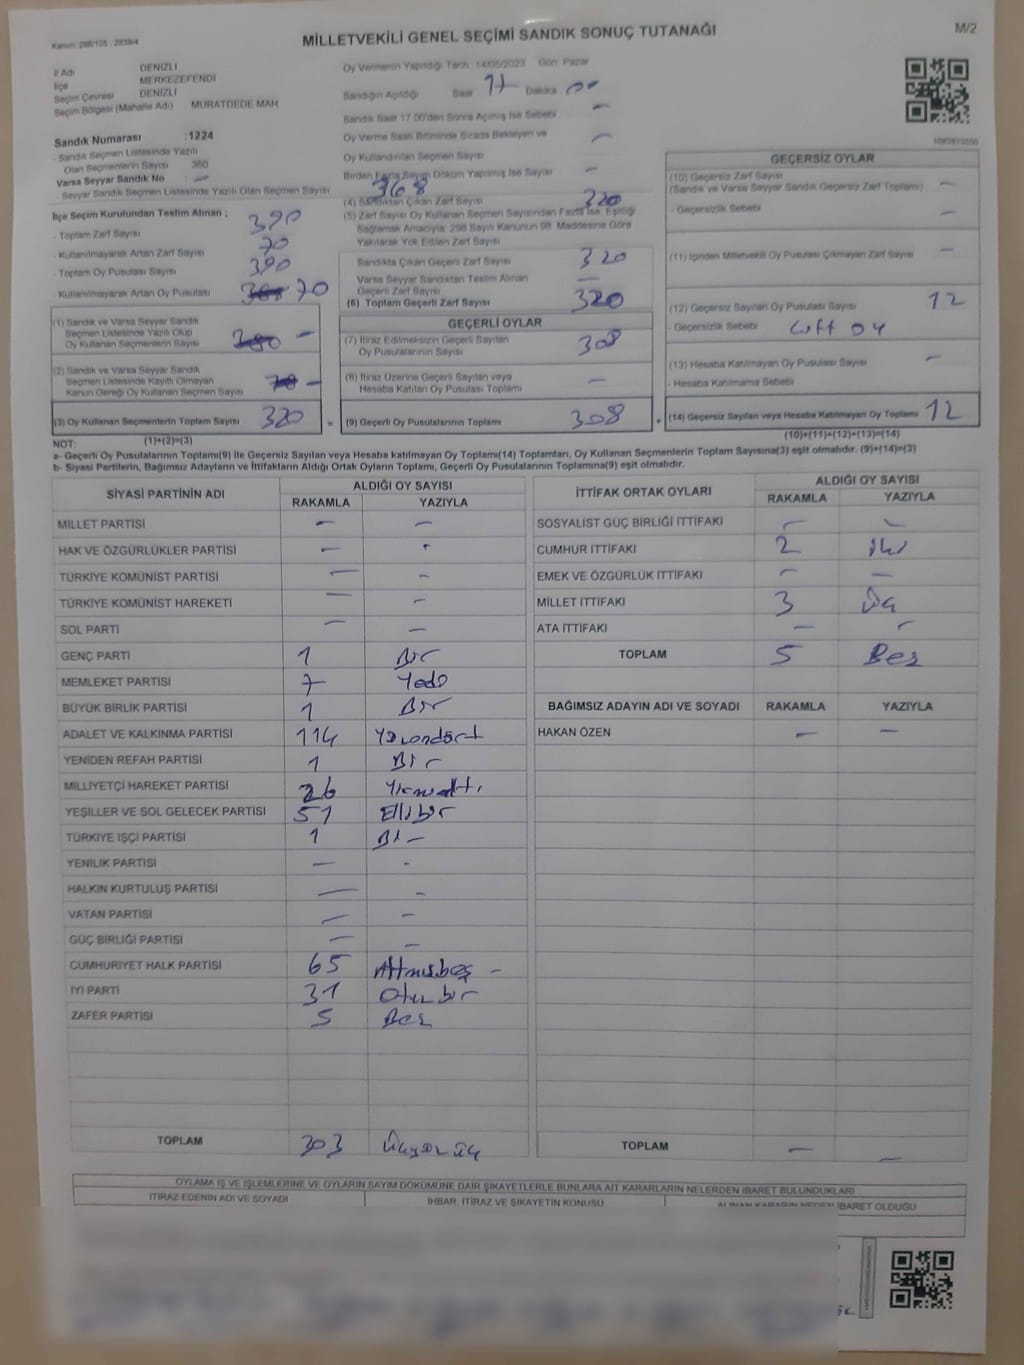 Kanun: 298/105 , 2839/4
MİLLETVEKİLİ GENEL SEÇİMİ SANDIK SONUÇ TUTANAĞI
M/2
İl Adı DENİZLİ
İlçe MERKEZEFENDİ
Seçim Çevresi DENİZLİ
Seçim Bölgesi (Mahalle Adı) MURATDEDE MAH
Sandık Numarası :1224
- Sandık Seçmen Listesinde Yazılı
Olan Seçmenlerin Sayısı 360
Varsa Seyyar Sandık No : —
- Seyyar Sandık Seçmen Listesinde Yazılı Olan Seçmen Sayısı
İlçe Seçim Kurulundan Teslim Alınan ;
- Toplam Zarf Sayısı 390
- Kullanılmayarak Artan Zarf Sayısı 70
- Toplam Oy Pusulası Sayısı 390
Kullanılmayarak Artan Oy Pusulası 70
(1) Sandık ve Varsa Seyyar Sandık
Seçmen Listesinde Yazılı Olup
Oy Kullanan Seçmenlerin Sayısı —
(2) Sandık ve Varsa Seyyar Sandık
Seçmen Listesinde Kayıtlı Olmayan
Kanun Gereği Oy Kullanan Seçmen Sayısı —
(3) Oy Kullanan Seçmenlerin Toplam Sayısı 320
Oy Vermenin Yapıldığı Tarih :14/05/2023 Gün: Pazar
Sandığın Açıldığı Saat 17 Dakika 00
Sandık Saat 17.00'den Sonra Açılmış İse Sebebi —
Oy Verme Saati Bitiminde Sırada Bekleyen ve —
Oy Kullandırılan Seçmen Sayısı
Birden Fazla Sayım Döküm Yapılmış İse Sayısı —
368
(4) Sandıktan Çıkan Zarf Sayısı 320
(5) Zarf Sayısı Oy Kullanan Seçmen Sayısından Fazla İse, Eşitliği
Sağlamak Amacıyla, 298 Sayılı Kanunun 98. Maddesine Göre
Yakılarak Yok Edilen Zarf Sayısı
Sandıkta Çıkan Geçerli Zarf Sayısı 320
Varsa Seyyar Sandıktan Teslim Alınan
Geçerli Zarf Sayısı —
(6) Toplam Geçerli Zarf Sayısı 320
GEÇERLİ OYLAR
(7) İtiraz Edilmeksizin Geçerli Sayılan
Oy Pusulalarının Sayısı 308
(8) İtiraz Üzerine Geçerli Sayılan veya
Hesaba Katılan Oy Pusulası Toplamı —
(9) Geçerli Oy Pusulalarının Toplamı 308
GEÇERSİZ OYLAR
(10) Geçersiz Zarf Sayısı
(Sandık ve Varsa Seyyar Sandık Geçersiz Zarf Toplamı) —
- Geçersizlik Sebebi —
(11) İçinden Milletvekili Oy Pusulası Çıkmayan Zarf Sayısı —
(12) Geçersiz Sayılan Oy Pusulası Sayısı 12
- Geçersizlik Sebebi Çift oy
(13) Hesaba Katılmayan Oy Pusulası Sayısı —
- Hesaba Katılmama Sebebi
(14) Geçersiz Sayılan veya Hesaba Katılmayan Oy Toplamı 12
NOT: (1)+(2)=(3) (10)+(11)+(12)+(13)=(14)
a- Geçerli Oy Pusulalarının Toplamı(9) ile Geçersiz Sayılan veya Hesaba katılmayan Oy Toplamı(14) Toplamları, Oy Kullanan Seçmenlerin Toplam Sayısına(3) eşit olmalıdır. (9)+(14)=(3)
b- Siyasi Partilerin, Bağımsız Adayların ve İttifakların Aldığı Ortak Oyların Toplamı, Geçerli Oy Pusulalarının Toplamına(9) eşit olmalıdır.
SİYASİ PARTİNİN ADI ALDIĞI OY SAYISI
RAKAMLA YAZIYLA
MİLLET PARTİSİ — —
HAK VE ÖZGÜRLÜKLER PARTİSİ — -
TÜRKİYE KOMÜNİST PARTİSİ — —
TÜRKİYE KOMÜNİST HAREKETİ — —
SOL PARTİ — —
GENÇ PARTİ 1 Bir
MEMLEKET PARTİSİ 7 Yedi
BÜYÜK BİRLİK PARTİSİ 1 Bir
ADALET VE KALKINMA PARTİSİ 114 Yüzondört
YENİDEN REFAH PARTİSİ 1 Bir
MİLLİYETÇİ HAREKET PARTİSİ 26 Yirmialtı
YEŞİLLER VE SOL GELECEK PARTİSİ 51 Ellibir
TÜRKİYE İŞÇİ PARTİSİ 1 Bir
YENİLİK PARTİSİ — -
HALKIN KURTULUŞ PARTİSİ — —
VATAN PARTİSİ — —
GÜÇ BİRLİĞİ PARTİSİ — —
CUMHURİYET HALK PARTİSİ 65 Altmışbeş —
İYİ PARTİ 31 Otuzbir
ZAFER PARTİSİ 5 Beş
TOPLAM 303 Üçyüzüç
İTTİFAK ORTAK OYLARI ALDIĞI OY SAYISI
RAKAMLA YAZIYLA
SOSYALİST GÜÇ BİRLİĞİ İTTİFAKI — —
CUMHUR İTTİFAKI 2 iki
EMEK VE ÖZGÜRLÜK İTTİFAKI — —
MİLLET İTTİFAKI 3 Üç
ATA İTTİFAKI — —
TOPLAM 5 Beş
BAĞIMSIZ ADAYIN ADI VE SOYADI RAKAMLA YAZIYLA
HAKAN ÖZEN — —
TOPLAM — —
OYLAMA İŞ VE İŞLEMLERİNE VE OYLARIN SAYIM DÖKÜMÜNE DAİR ŞİKAYETLERLE BUNLARA AİT KARARLARIN NELERDEN İBARET BULUNDUKLARI
İTİRAZ EDENİN ADI VE SOYADI İHBAR, İTİRAZ VE ŞİKAYETİN KONUSU ALINAN KARARIN NEDEN İBARET OLDUĞU